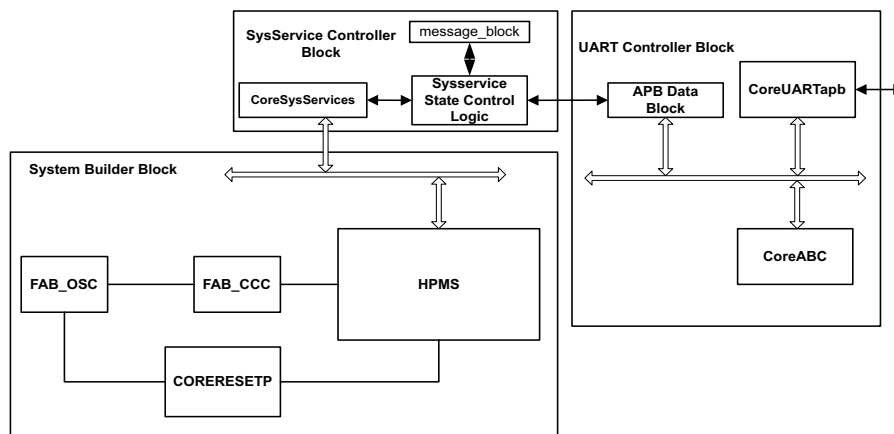 SysService Controller
Block
message_block
CoreSysServices
Sysservice
State Control
Logic
UART Controller Block
APB Data
Block
CoreUARTapb
CoreABC
System Builder Block
FAB_OSC
FAB_CCC
HPMS
CORERESETP